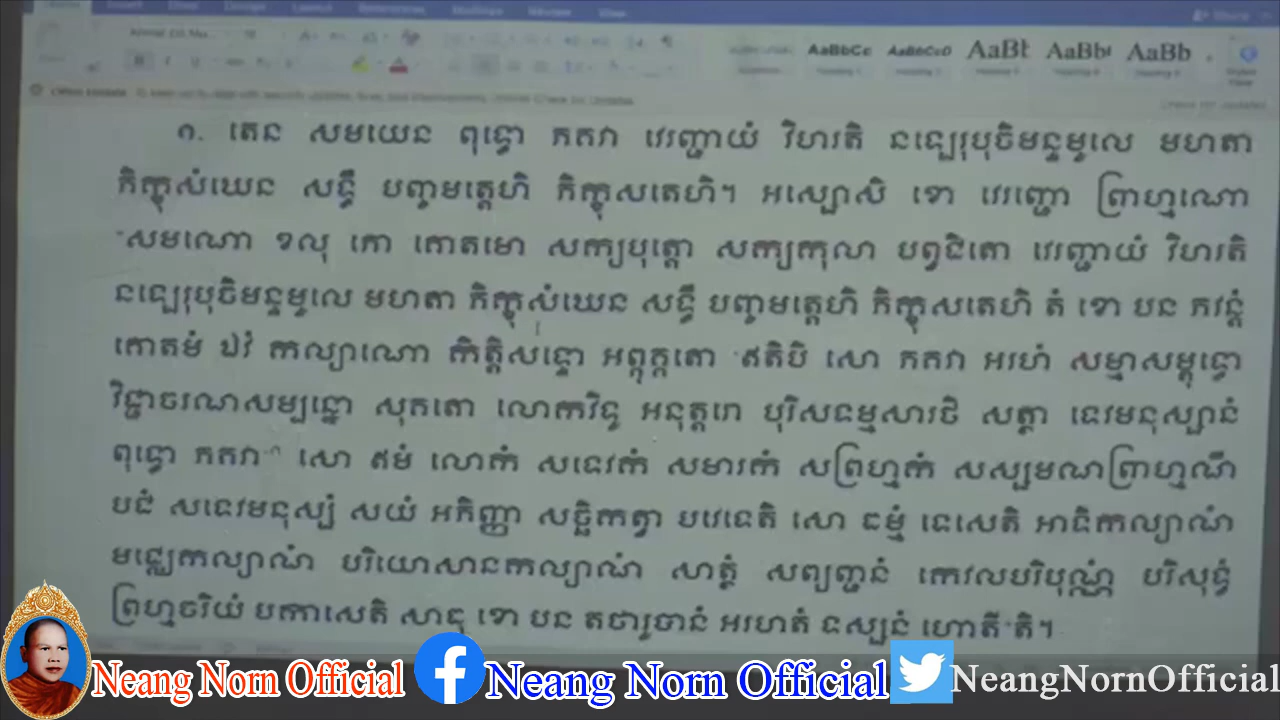 AaBbCc AaBbCcD AaBb AaBb AaBb
១. តេន សមយេន ពុទ្ធោ ភគវា វេរញ្ជាយំ វិហរតិ នឡេរុបុចិមន្ទមូលេ មហតា
ភិក្ខុសំឃេន សទ្ធឹ បញ្ចមត្តេហិ ភិក្ខុសតេហិ។ អស្សោសិ ខោ វេរញ្ជោ ព្រាហ្មណោ
“សមណោ ខលុ ភោ គោតមោ សក្យបុត្តោ សក្យកុលា បព្វជិតោ វេរញ្ជាយំ វិហរតិ
នឡេរុបុចិមន្ទមូលេ មហតា ភិក្ខុសំឃេន សទ្ធឹ បញ្ចមត្តេហិ ភិក្ខុសតេហិ តំ ខោ បន ភវន្តំ
គោតមំ ឯវំ កល្យាណោ កិត្តិសទ្ទោ អព្ភុគ្គតោ ‘ឥតិបិ សោ ភគវា អរហំ សម្មាសម្ពុទ្ធោ
វិជ្ជាចរណសម្បន្នោ សុគតោ លោកវិទូ អនុត្តរោ បុរិសទម្មសារថិ សត្ថា ទេវមនុស្សានំ
ពុទ្ធោ ភគវា’ សោ ឥមំ លោកំ សទេវកំ សមារកំ សព្រហ្មកំ សស្សមណព្រាហ្មណឹ
បជំ សទេវមនុស្សំ សយំ អភិញ្ញា សច្ឆិកត្វា បវេទេតិ សោ ធម្មំ ទេសេតិ អាទិកល្យាណំ
មជ្ឈេកល្យាណំ បរិយោសានកល្យាណំ សាត្ថំ សព្យញ្ជនំ កេវលបរិបុណ្ណំ បរិសុទ្ធំ
ព្រហ្មចរិយំ បកាសេតិ សាធុ ខោ បន តថារូបានំ អរហតំ ទស្សនំ ហោតី”តិ។
Neang Norn Official Neang Norn Official NeangNornOfficial